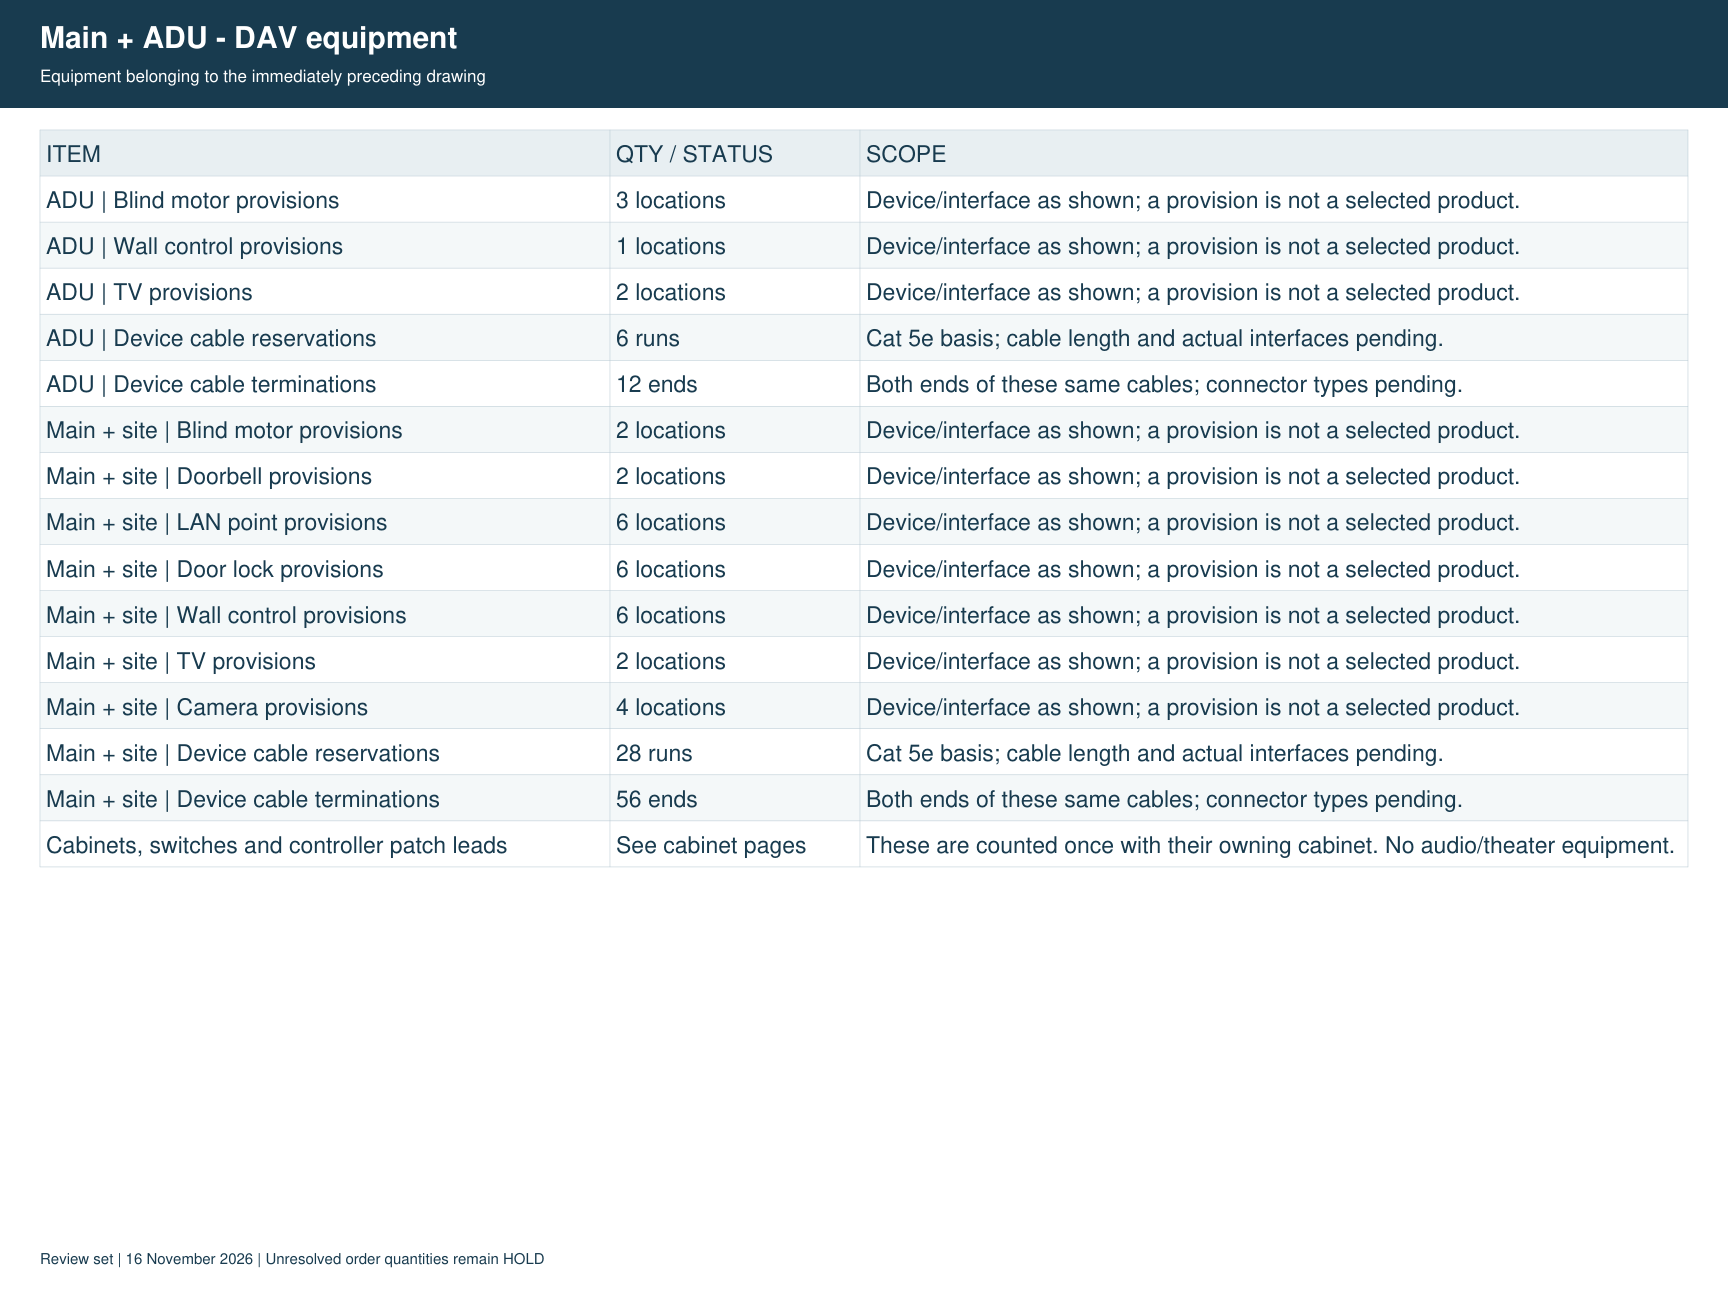 Main + ADU - DAV equipment
Equipment belonging to the immediately preceding drawing
ITEM QTY / STATUS SCOPE
ADU | Blind motor provisions 3 locations Device/interface as shown; a provision is not a selected product.
ADU | Wall control provisions 1 locations Device/interface as shown; a provision is not a selected product.
ADU | TV provisions 2 locations Device/interface as shown; a provision is not a selected product.
ADU | Device cable reservations 6 runs Cat 5e basis; cable length and actual interfaces pending.
ADU | Device cable terminations 12 ends Both ends of these same cables; connector types pending.
Main + site | Blind motor provisions 2 locations Device/interface as shown; a provision is not a selected product.
Main + site | Doorbell provisions 2 locations Device/interface as shown; a provision is not a selected product.
Main + site | LAN point provisions 6 locations Device/interface as shown; a provision is not a selected product.
Main + site | Door lock provisions 6 locations Device/interface as shown; a provision is not a selected product.
Main + site | Wall control provisions 6 locations Device/interface as shown; a provision is not a selected product.
Main + site | TV provisions 2 locations Device/interface as shown; a provision is not a selected product.
Main + site | Camera provisions 4 locations Device/interface as shown; a provision is not a selected product.
Main + site | Device cable reservations 28 runs Cat 5e basis; cable length and actual interfaces pending.
Main + site | Device cable terminations 56 ends Both ends of these same cables; connector types pending.
Cabinets, switches and controller patch leads See cabinet pages These are counted once with their owning cabinet. No audio/theater equipment.
Review set | 16 November 2026 | Unresolved order quantities remain HOLD